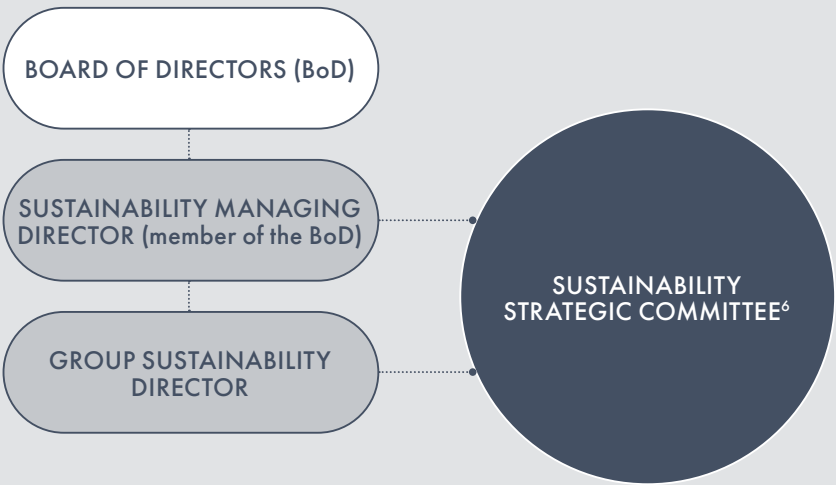 BOARD OF DIRECTORS (BoD)
SUSTAINABILITY MANAGING
DIRECTOR (member of the BoD)
GROUP SUSTAINABILITY
DIRECTOR
SUSTAINABILITY
STRATEGIC COMMITTEE⁶